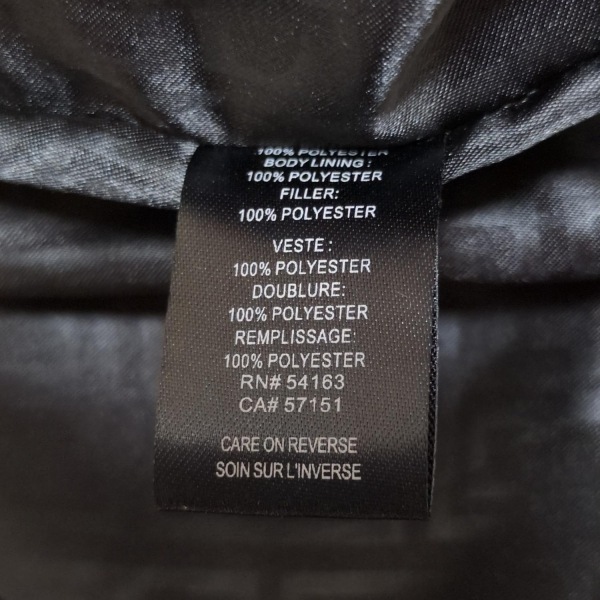 100% POLYESTER
BODY LINING:
100% POLYESTER
FILLER:
100% POLYESTER
VESTE :
100% POLYESTER
DOUBLURE:
100% POLYESTER
REMPLISSAGE:
100% POLYESTER
RN# 54163
CA# 57151
CARE ON REVERSE
SOIN SUR L'INVERSE